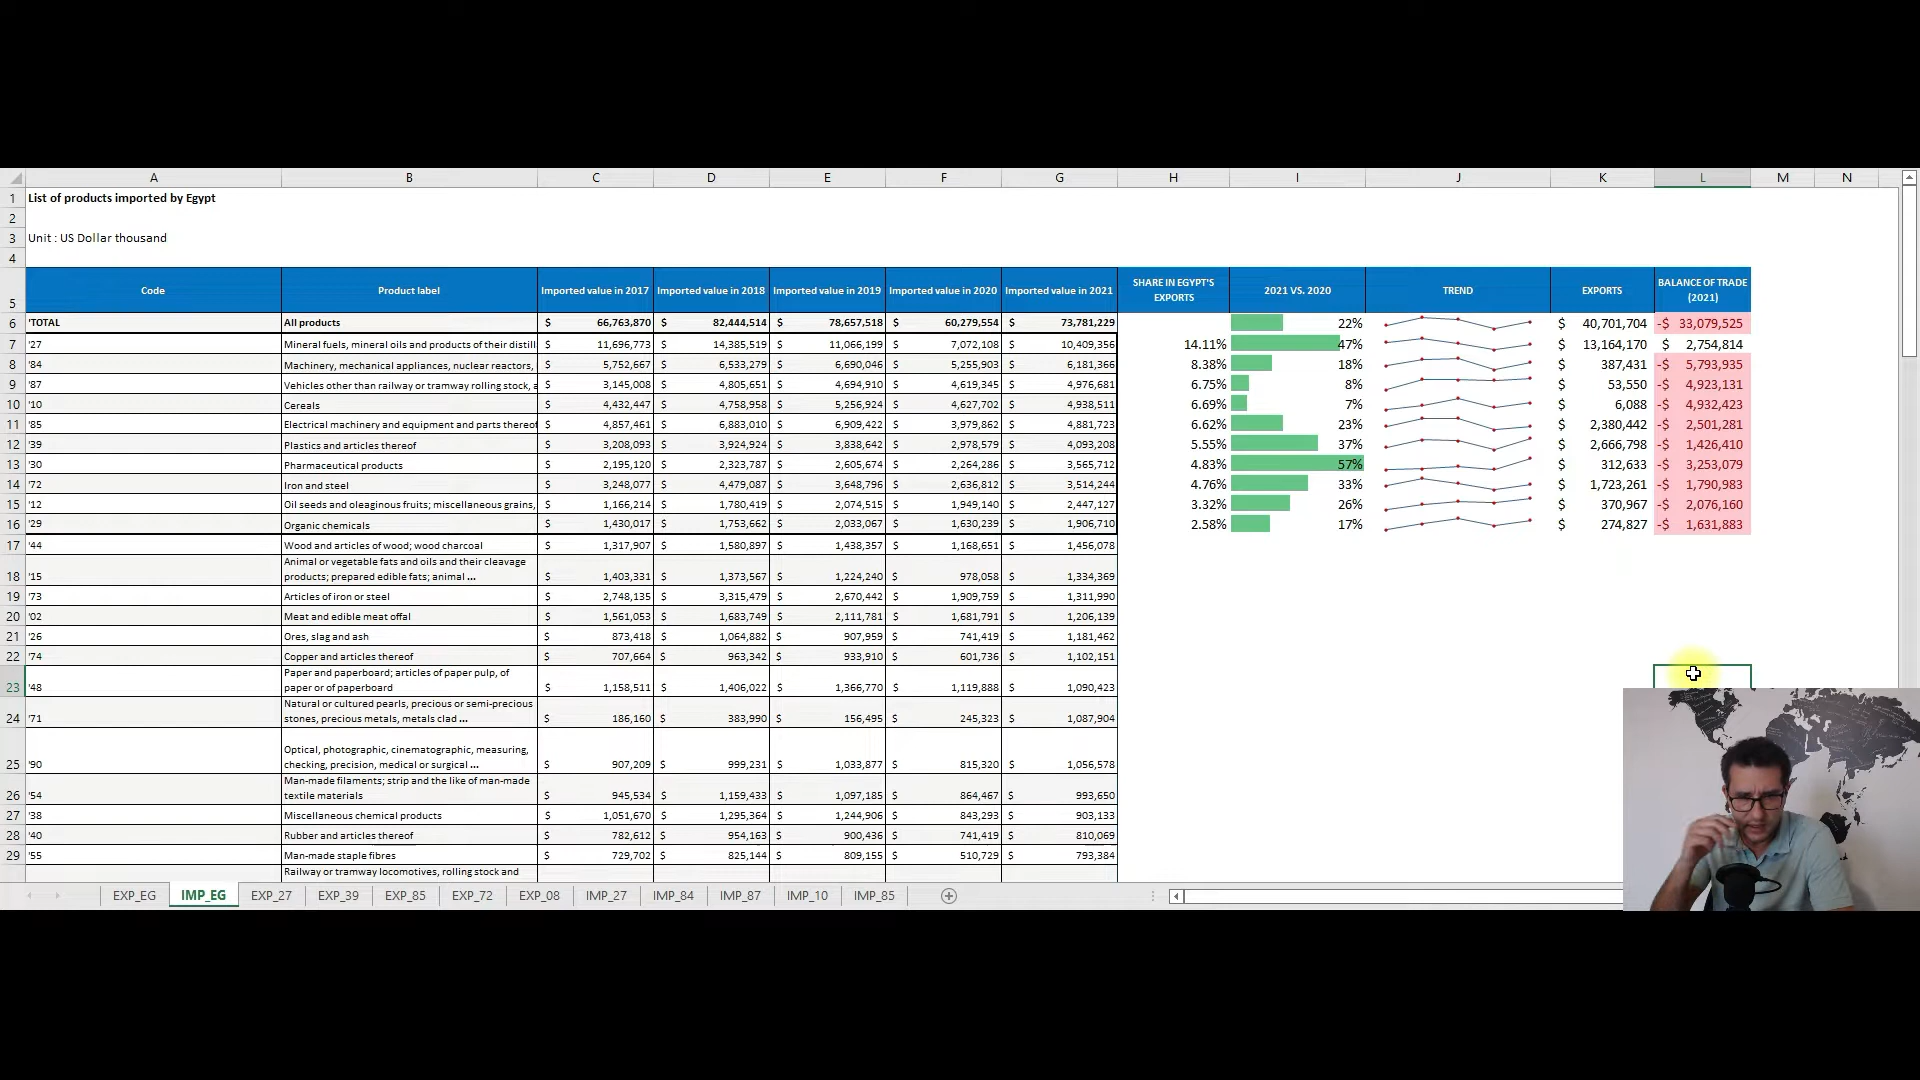 A B C D E F G H I J K L M N
1 List of products imported by Egypt
2
3 Unit : US Dollar thousand
4
5 Code Product label Imported value in 2017 Imported value in 2018 Imported value in 2019 Imported value in 2020 Imported value in 2021 SHARE IN EGYPT'S EXPORTS 2021 VS. 2020 TREND EXPORTS BALANCE OF TRADE (2021)
6 'TOTAL All products $ 66,763,870 $ 82,444,514 $ 78,657,518 $ 60,279,554 $ 73,781,229 22% $ 40,701,704 -$ 33,079,525
7 '27 Mineral fuels, mineral oils and products of their distill $ 11,696,773 $ 14,385,519 $ 11,066,199 $ 7,072,108 $ 10,409,356 14.11% 47% $ 13,164,170 $ 2,754,814
8 '84 Machinery, mechanical appliances, nuclear reactors, $ 5,752,667 $ 6,533,279 $ 6,690,046 $ 5,255,903 $ 6,181,366 8.38% 18% $ 387,431 -$ 5,793,935
9 '87 Vehicles other than railway or tramway rolling stock, a $ 3,145,008 $ 4,805,651 $ 4,694,910 $ 4,619,345 $ 4,976,681 6.75% 8% $ 53,550 -$ 4,923,131
10 '10 Cereals $ 4,432,447 $ 4,758,958 $ 5,256,924 $ 4,627,702 $ 4,938,511 6.69% 7% $ 6,088 -$ 4,932,423
11 '85 Electrical machinery and equipment and parts thereof $ 4,857,461 $ 6,883,010 $ 6,909,422 $ 3,979,862 $ 4,881,723 6.62% 23% $ 2,380,442 -$ 2,501,281
12 '39 Plastics and articles thereof $ 3,208,093 $ 3,924,924 $ 3,838,642 $ 2,978,579 $ 4,093,208 5.55% 37% $ 2,666,798 -$ 1,426,410
13 '30 Pharmaceutical products $ 2,195,120 $ 2,323,787 $ 2,605,674 $ 2,264,286 $ 3,565,712 4.83% 57% $ 312,633 -$ 3,253,079
14 '72 Iron and steel $ 3,248,077 $ 4,479,087 $ 3,648,796 $ 2,636,812 $ 3,514,244 4.76% 33% $ 1,723,261 -$ 1,790,983
15 '12 Oil seeds and oleaginous fruits; miscellaneous grains, $ 1,166,214 $ 1,780,419 $ 2,074,515 $ 1,949,140 $ 2,447,127 3.32% 26% $ 370,967 -$ 2,076,160
16 '29 Organic chemicals $ 1,430,017 $ 1,753,662 $ 2,033,067 $ 1,630,239 $ 1,906,710 2.58% 17% $ 274,827 -$ 1,631,883
17 '44 Wood and articles of wood; wood charcoal $ 1,317,907 $ 1,580,897 $ 1,438,357 $ 1,168,651 $ 1,456,078
Animal or vegetable fats and oils and their cleavage
18 '15 products; prepared edible fats; animal ... $ 1,403,331 $ 1,373,567 $ 1,224,240 $ 978,058 $ 1,334,369
19 '73 Articles of iron or steel $ 2,748,135 $ 3,315,479 $ 2,670,442 $ 1,909,759 $ 1,311,990
20 '02 Meat and edible meat offal $ 1,561,053 $ 1,683,749 $ 2,111,781 $ 1,681,791 $ 1,206,139
21 '26 Ores, slag and ash $ 873,418 $ 1,064,882 $ 907,959 $ 741,419 $ 1,181,462
22 '74 Copper and articles thereof $ 707,664 $ 963,342 $ 933,910 $ 601,736 $ 1,102,151
Paper and paperboard; articles of paper pulp, of
23 '48 paper or of paperboard $ 1,158,511 $ 1,406,022 $ 1,366,770 $ 1,119,888 $ 1,090,423
Natural or cultured pearls, precious or semi-precious
24 '71 stones, precious metals, metals clad ... $ 186,160 $ 383,990 $ 156,495 $ 245,323 $ 1,087,904
Optical, photographic, cinematographic, measuring,
25 '90 checking, precision, medical or surgical ... $ 907,209 $ 999,231 $ 1,033,877 $ 815,320 $ 1,056,578
Man-made filaments; strip and the like of man-made
26 '54 textile materials $ 945,534 $ 1,159,433 $ 1,097,185 $ 864,467 $ 993,650
27 '38 Miscellaneous chemical products $ 1,051,670 $ 1,295,364 $ 1,244,906 $ 843,293 $ 903,133
28 '40 Rubber and articles thereof $ 782,612 $ 954,163 $ 900,436 $ 741,419 $ 810,069
29 '55 Man-made staple fibres $ 729,702 $ 825,144 $ 809,155 $ 510,729 $ 793,384
Railway or tramway locomotives, rolling stock and
EXP_EG IMP_EG EXP_27 EXP_39 EXP_85 EXP_72 EXP_08 IMP_27 IMP_84 IMP_87 IMP_10 IMP_85